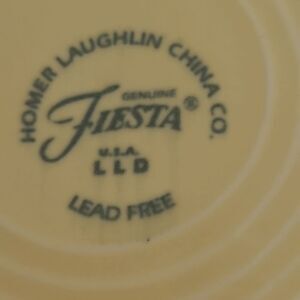 HOMER LAUGHLIN CHINA CO.
GENUINE
FIESTA®
U.S.A.
LLD
LEAD FREE